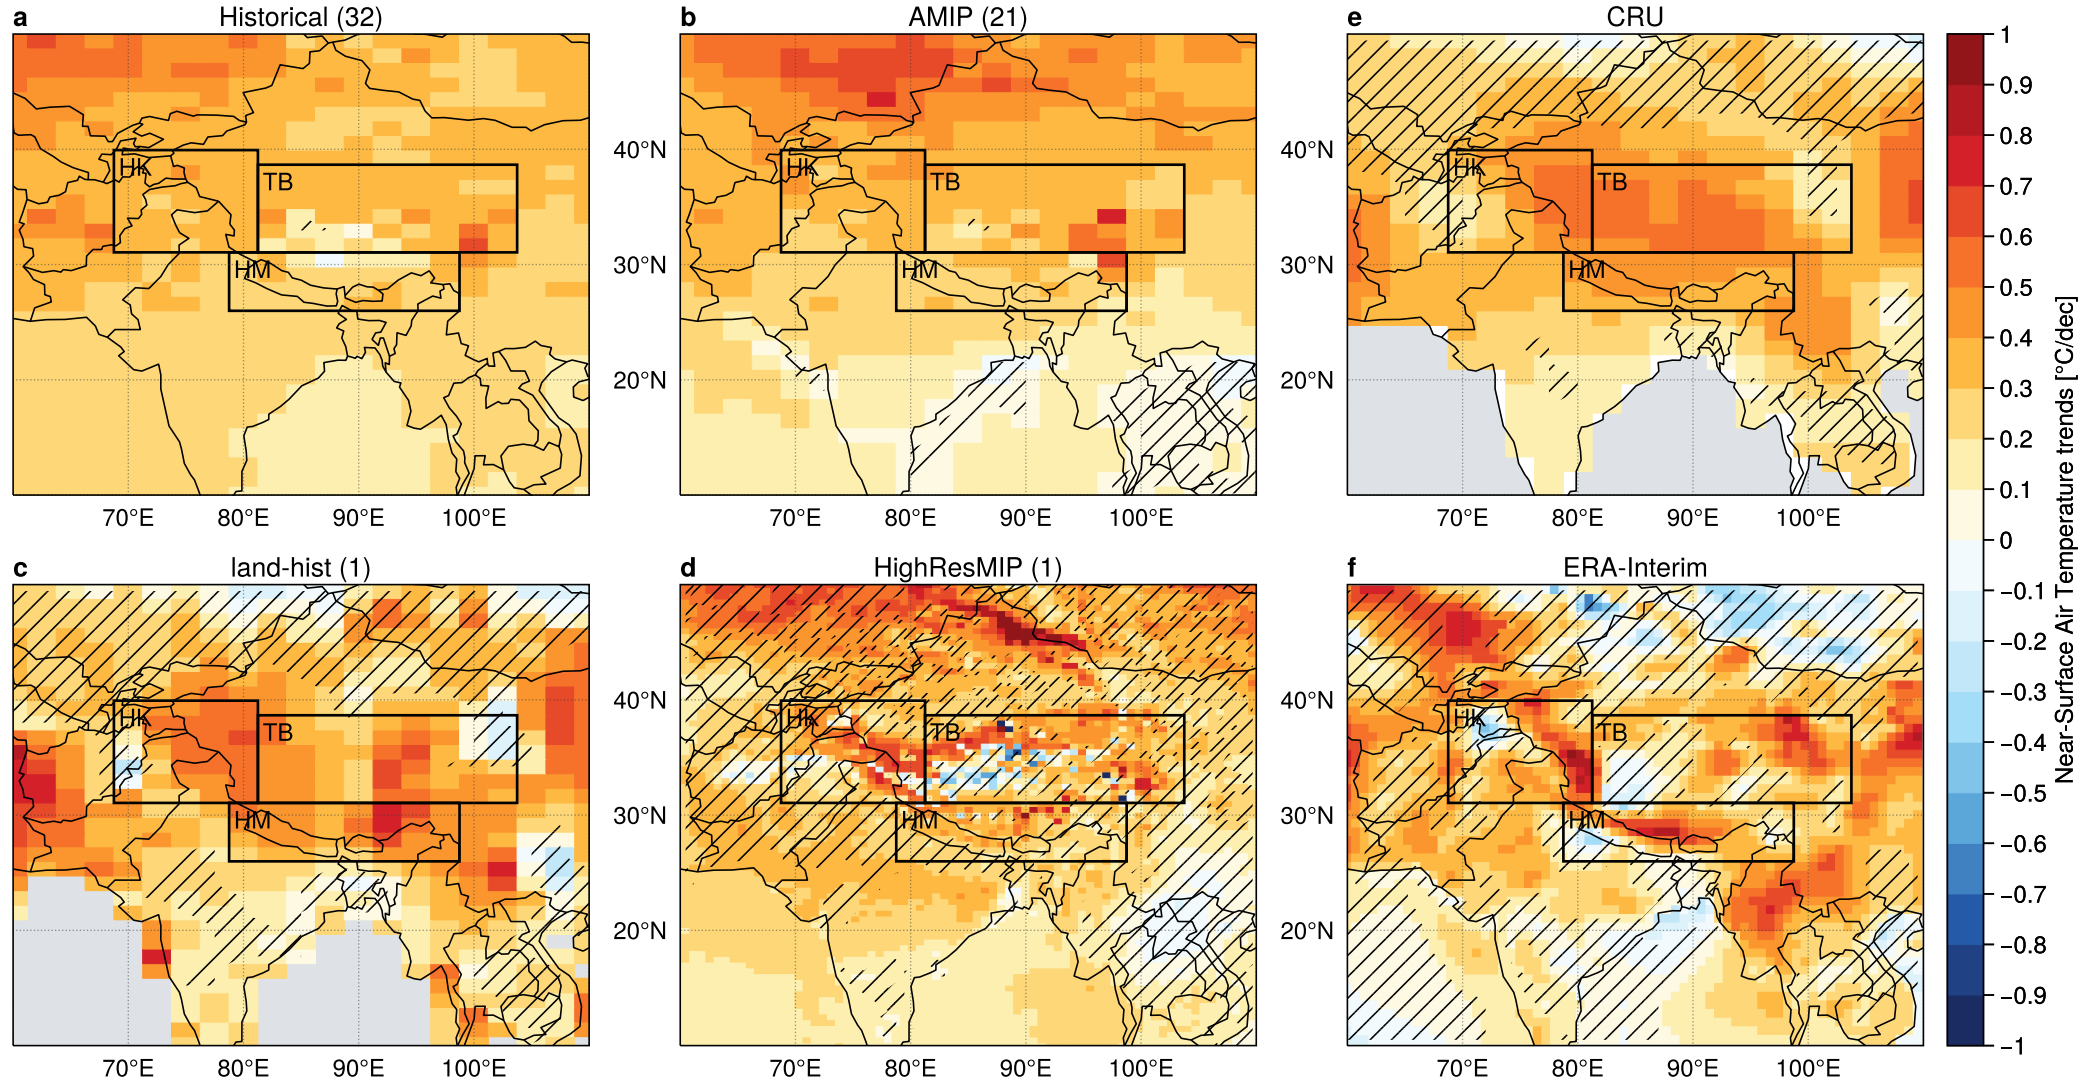 a Historical (32)
b AMIP (21)
e CRU
HK
TB
HM
HK
TB
HM
HK
TB
HM
40°N
30°N
20°N
40°N
30°N
20°N
70°E 80°E 90°E 100°E
70°E 80°E 90°E 100°E
70°E 80°E 90°E 100°E
c land-hist (1)
d HighResMIP (1)
f ERA-Interim
HK
TB
HM
HK
TB
HM
HK
TB
HM
40°N
30°N
20°N
40°N
30°N
20°N
70°E 80°E 90°E 100°E
70°E 80°E 90°E 100°E
70°E 80°E 90°E 100°E
1
0.9
0.8
0.7
0.6
0.5
0.4
0.3
0.2
0.1
0
−0.1
−0.2
−0.3
−0.4
−0.5
−0.6
−0.7
−0.8
−0.9
−1
Near-Surface Air Temperature trends [°C/dec]